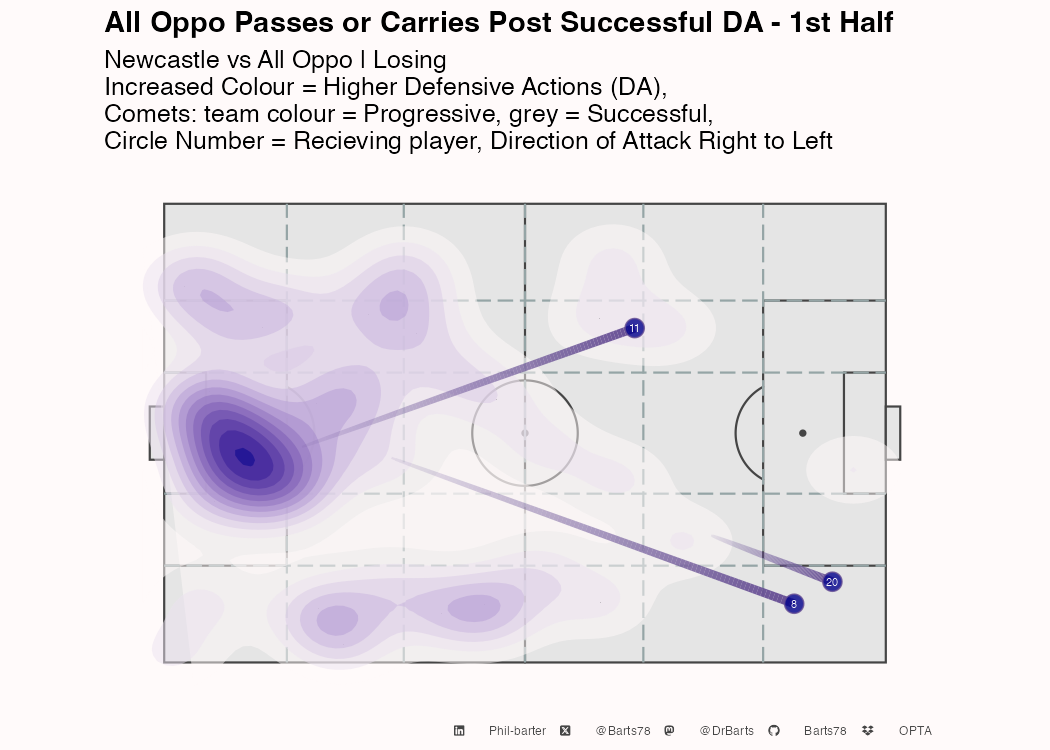 All Oppo Passes or Carries Post Successful DA - 1st Half
Newcastle vs All Oppo | Losing
Increased Colour = Higher Defensive Actions (DA),
Comets: team colour = Progressive, grey = Successful,
Circle Number = Recieving player, Direction of Attack Right to Left
11
20
8
Phil-barter @Barts78 @DrBarts Barts78 OPTA